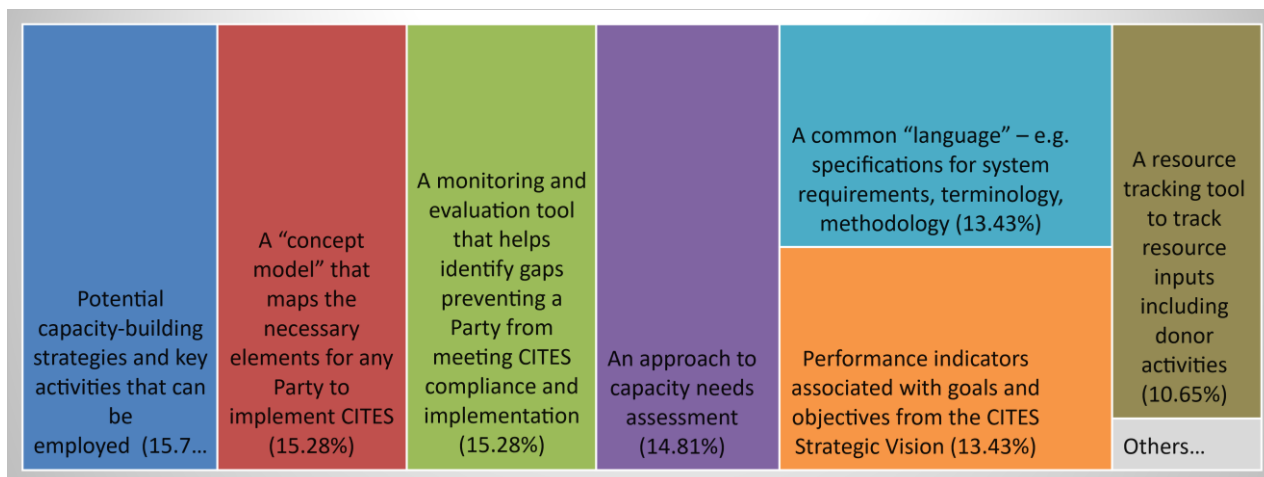 Potential
capacity-building
strategies and key
activities that can
be
employed (15.7...
A “concept
model” that
maps the
necessary
elements for any
Party to
implement CITES
(15.28%)
A monitoring and
evaluation tool
that helps
identify gaps
preventing a
Party from
meeting CITES
compliance and
implementation
(15.28%)
An approach to
capacity needs
assessment
(14.81%)
A common “language” – e.g.
specifications for system
requirements, terminology,
methodology (13.43%)
Performance indicators
associated with goals and
objectives from the CITES
Strategic Vision (13.43%)
A resource
tracking tool
to track
resource
inputs
including
donor
activities
(10.65%)
Others...